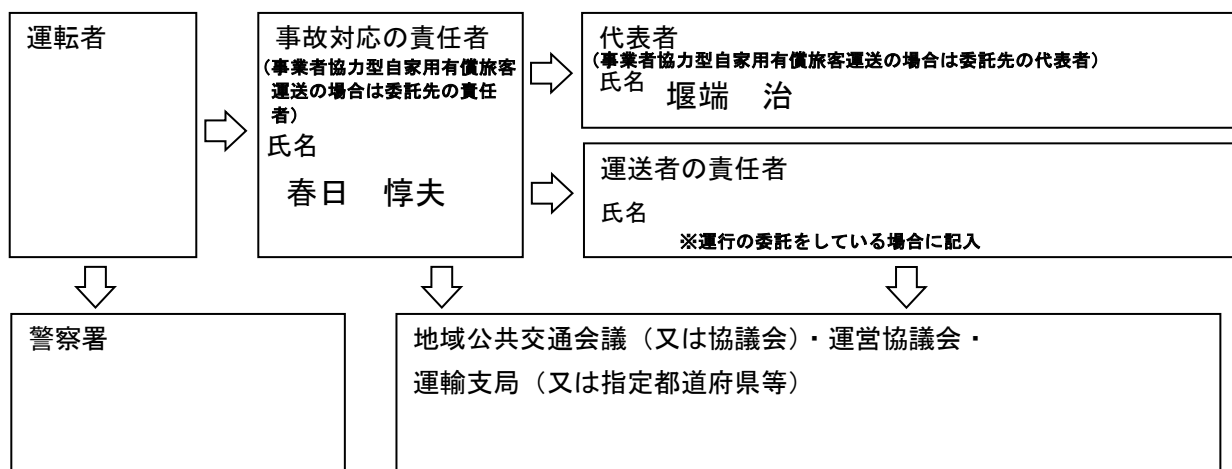 運転者
事故対応の責任者
(事業者協力型自家用有償旅客
運送の場合は委託先の責任
者)
氏名
春日　惇夫
代表者
(事業者協力型自家用有償旅客運送の場合は委託先の代表者)
氏名　堰端　治
運送者の責任者
氏名
※運行の委託をしている場合に記入
警察署
地域公共交通会議（又は協議会）・運営協議会・
運輸支局（又は指定都道府県等）